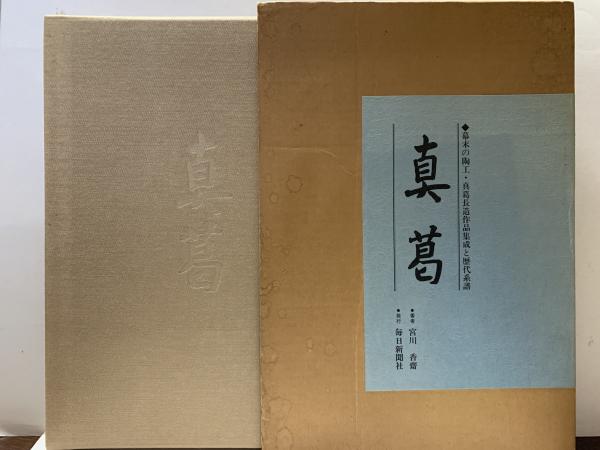 真葛
◆幕末の陶工・真葛長造作品集成と歴代系譜
真葛
●著者 宮川香齋
●発行 毎日新聞社